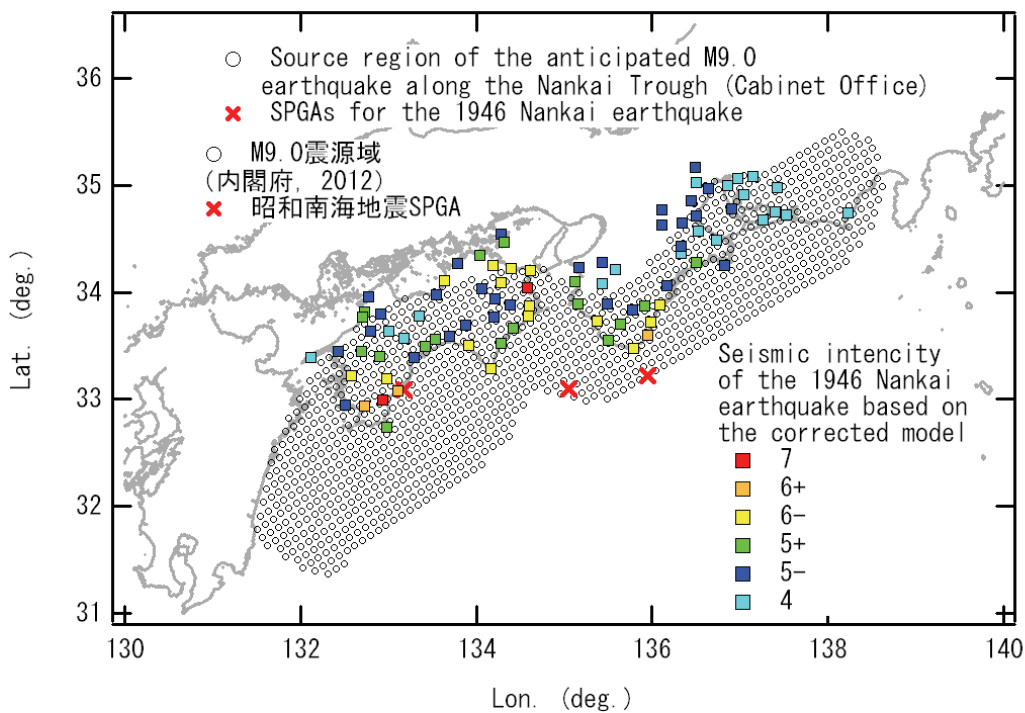 Source region of the anticipated M9.0
earthquake along the Nankai Trough (Cabinet Office)
SPGAs for the 1946 Nankai earthquake
M9.0震源域
(内閣府, 2012)
昭和南海地震SPGA
Seismic intencity
of the 1946 Nankai
earthquake based on
the corrected model
7
6+
6-
5+
5-
4
36
35
34
33
32
31
Lat. (deg.)
130 132 134 136 138 140
Lon. (deg.)